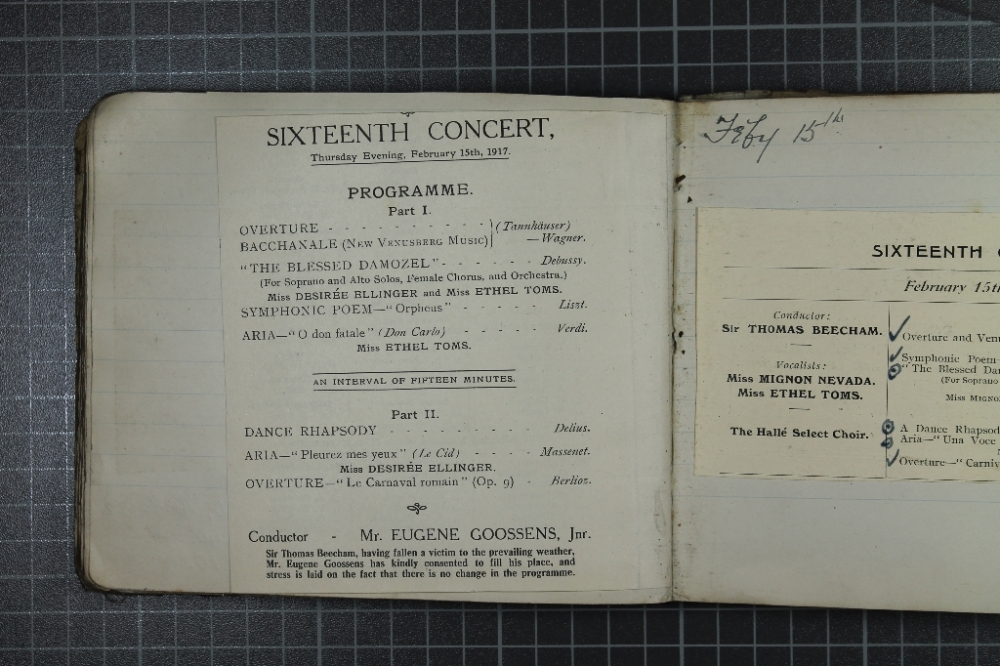 SIXTEENTH CONCERT,
Thursday Evening, February 15th, 1917.
PROGRAMME.
Part I.
OVERTURE - - - - - - - - - - (Tannhäuser)
BACCHANALE (New Venusberg Music) —Wagner.
"THE BLESSED DAMOZEL" - - - - - - Debussy.
(For Soprano and Alto Solos, Female Chorus, and Orchestra.)
Miss DESIRÉE ELLINGER and Miss ETHEL TOMS.
SYMPHONIC POEM—"Orpheus" - - - - - Liszt.
ARIA—"O don fatale" (Don Carlo) - - - - - Verdi.
Miss ETHEL TOMS.
AN INTERVAL OF FIFTEEN MINUTES.
Part II.
DANCE RHAPSODY - - - - - - - - Delius.
ARIA—"Pleurez mes yeux" (Le Cid) - - - - Massenet.
Miss DESIRÉE ELLINGER.
OVERTURE—"Le Carnaval romain" (Op. 9) - Berlioz.
Conductor - Mr. EUGENE GOOSSENS, Jnr.
Sir Thomas Beecham, having fallen a victim to the prevailing weather,
Mr. Eugene Goossens has kindly consented to fill his place, and
stress is laid on the fact that there is no change in the programme.
Feby 15th
SIXTEENTH
February 15t
Conductor:
Sir THOMAS BEECHAM.
Vocalists:
Miss MIGNON NEVADA.
Miss ETHEL TOMS.
The Hallé Select Choir.
Overture and Venu
Symphonic Poem—
"The Blessed Da
(For Soprano
Miss MIGNO
A Dance Rhapsod
Aria—"Una Voce
Overture—"Carniv